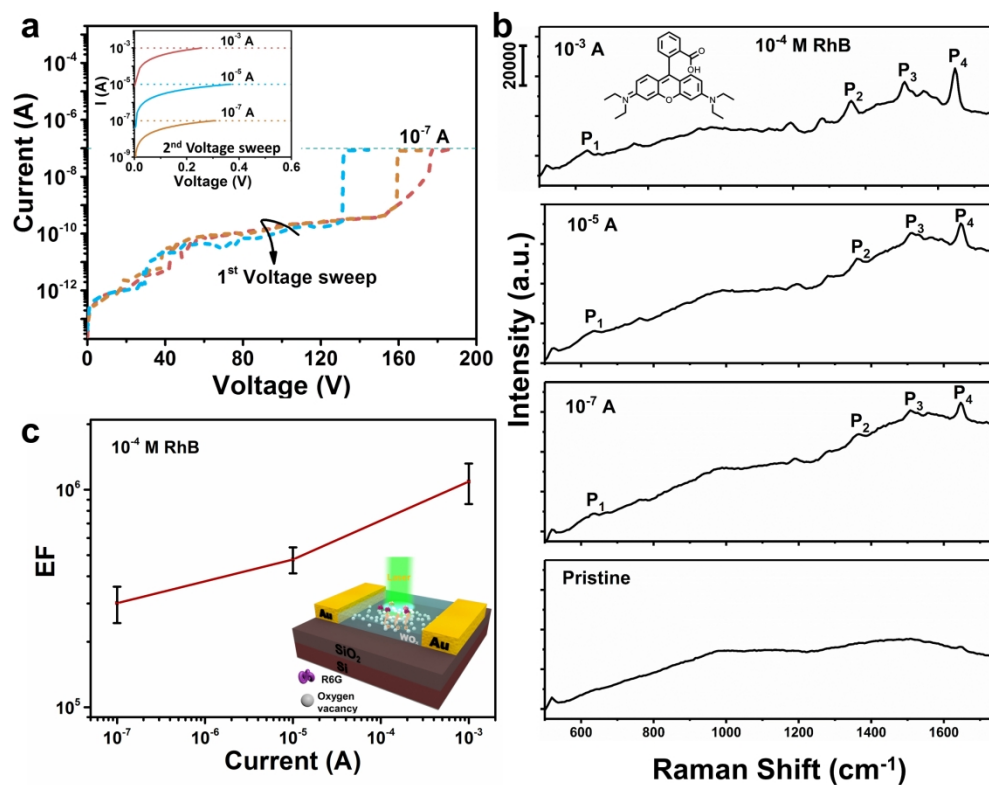 a
10⁻²
10⁻⁴
10⁻⁶
10⁻⁸
10⁻¹⁰
10⁻¹²
Current (A)
0 40 80 120 160 200
Voltage (V)
10⁻⁷ A
1ˢᵗ Voltage sweep
10⁻¹
10⁻³
10⁻⁵
10⁻⁷
10⁻⁹
I (A)
10⁻³ A
10⁻⁵ A
10⁻⁷ A
2ⁿᵈ Voltage sweep
0.0 0.3 0.6
Voltage (V)
b
20000
10⁻³ A
10⁻⁴ M RhB
O
OH
N⁺ O N
P₁ P₂ P₃ P₄
10⁻⁵ A
P₁ P₂ P₃ P₄
10⁻⁷ A
P₁ P₂ P₃ P₄
Pristine
Intensity (a.u.)
600 800 1000 1200 1400 1600
Raman Shift (cm⁻¹)
c
10⁻⁴ M RhB
10⁶
10⁵
EF
Au
Au
WOₓ
SiO₂
Si
R6G
Oxygen
vacancy
10⁻⁷ 10⁻⁶ 10⁻⁵ 10⁻⁴ 10⁻³
Current (A)